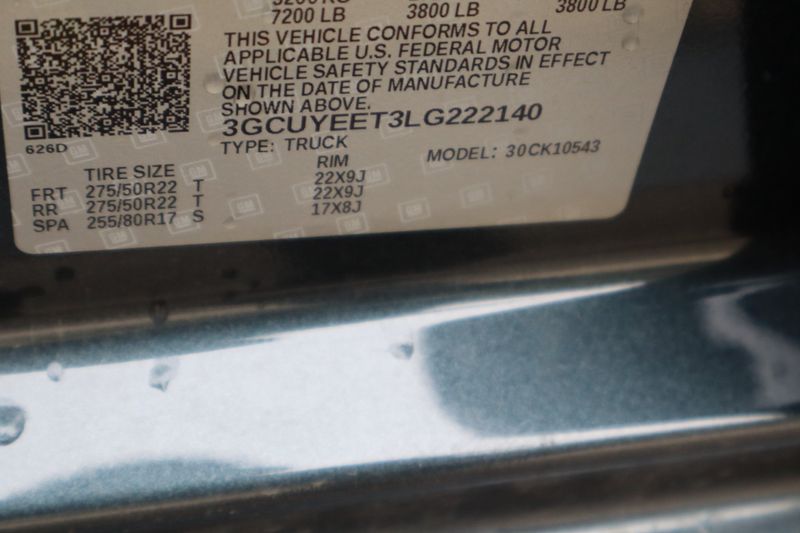 7200 LB 3800 LB 3800 LB
THIS VEHICLE CONFORMS TO ALL
APPLICABLE U.S. FEDERAL MOTOR
VEHICLE SAFETY STANDARDS IN EFFECT
ON THE DATE OF MANUFACTURE
SHOWN ABOVE.
3GCUYEET3LG222140
626D
TYPE: TRUCK
MODEL: 30CK10543
TIRE SIZE RIM
FRT 275/50R22 T 22X9J
RR 275/50R22 T 22X9J
SPA 255/80R17 S 17X8J